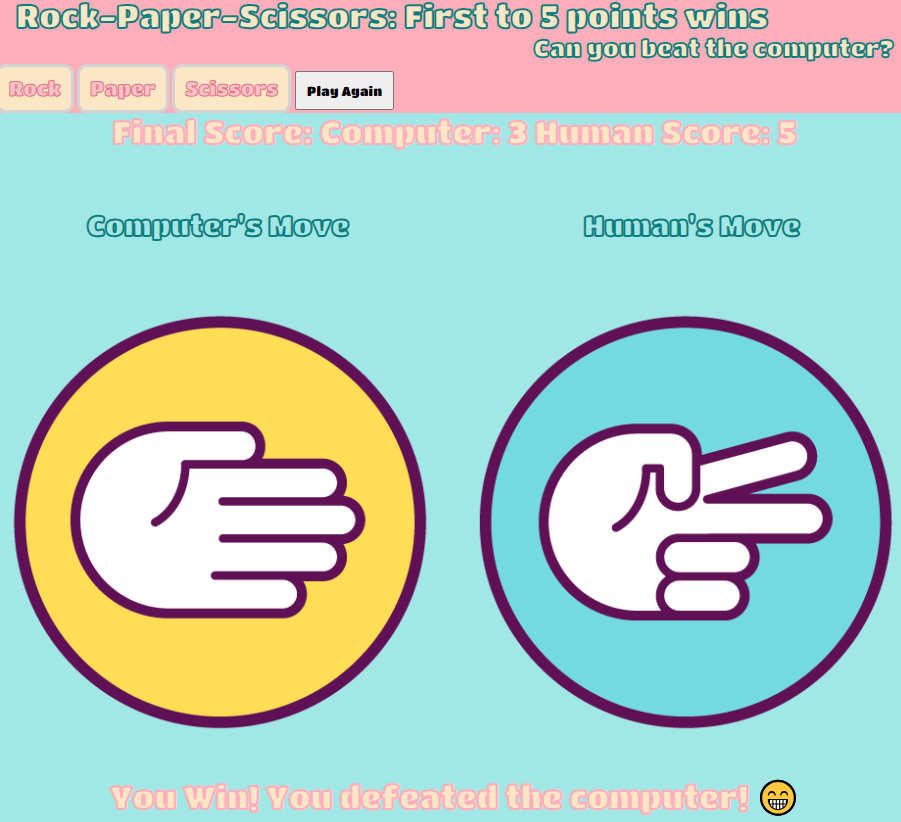 Rock-Paper-Scissors: First to 5 points wins
Can you beat the computer?
Rock Paper Scissors Play Again
Final Score: Computer: 3 Human Score: 5
Computer's Move Human's Move
You Win! You defeated the computer! 😁